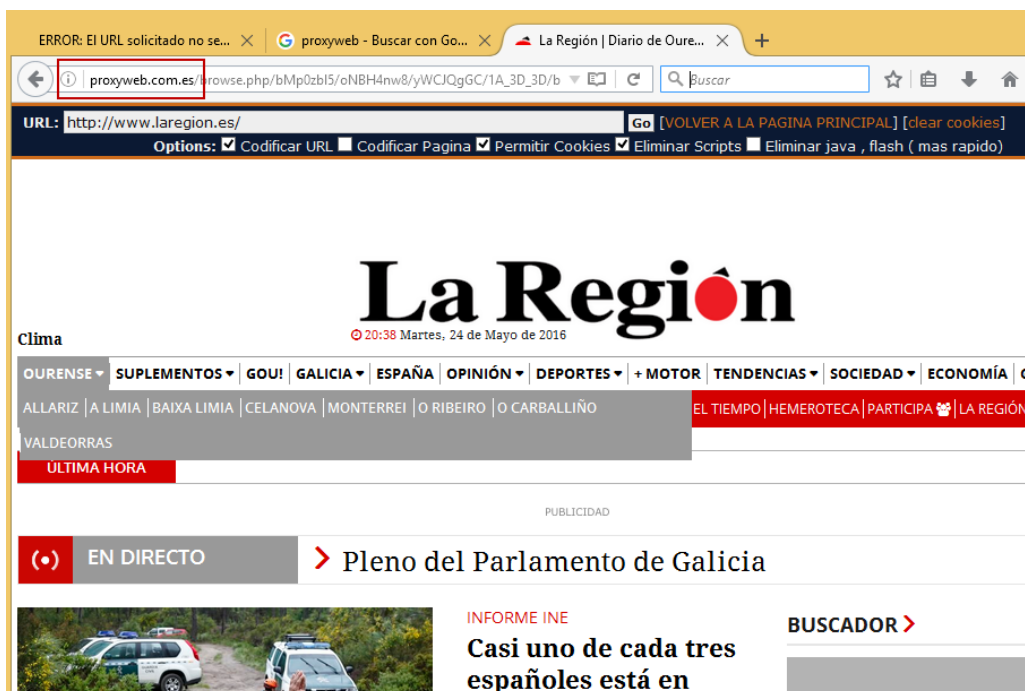 ERROR: El URL solicitado no se...
proxyweb - Buscar con Go...
La Región | Diario de Oure...
proxyweb.com.es/browse.php/bMp0zbI5/oNBH4nw8/yWCJQgGC/1A_3D_3D/b
Buscar
URL: http://www.laregion.es/ Go [VOLVER A LA PAGINA PRINCIPAL] [clear cookies]
Options: Codificar URL Codificar Pagina Permitir Cookies Eliminar Scripts Eliminar java , flash ( mas rapido)
La Región
Clima
20:38 Martes, 24 de Mayo de 2016
OURENSE SUPLEMENTOS GOU! GALICIA ESPAÑA OPINIÓN DEPORTES + MOTOR TENDENCIAS SOCIEDAD ECONOMÍA
ALLARIZ A LIMIA BAIXA LIMIA CELANOVA MONTERREI O RIBEIRO O CARBALLIÑO EL TIEMPO HEMEROTECA PARTICIPA LA REGIÓN
VALDEORRAS
ÚLTIMA HORA
PUBLICIDAD
EN DIRECTO
Pleno del Parlamento de Galicia
INFORME INE
Casi uno de cada tres
españoles está en
BUSCADOR